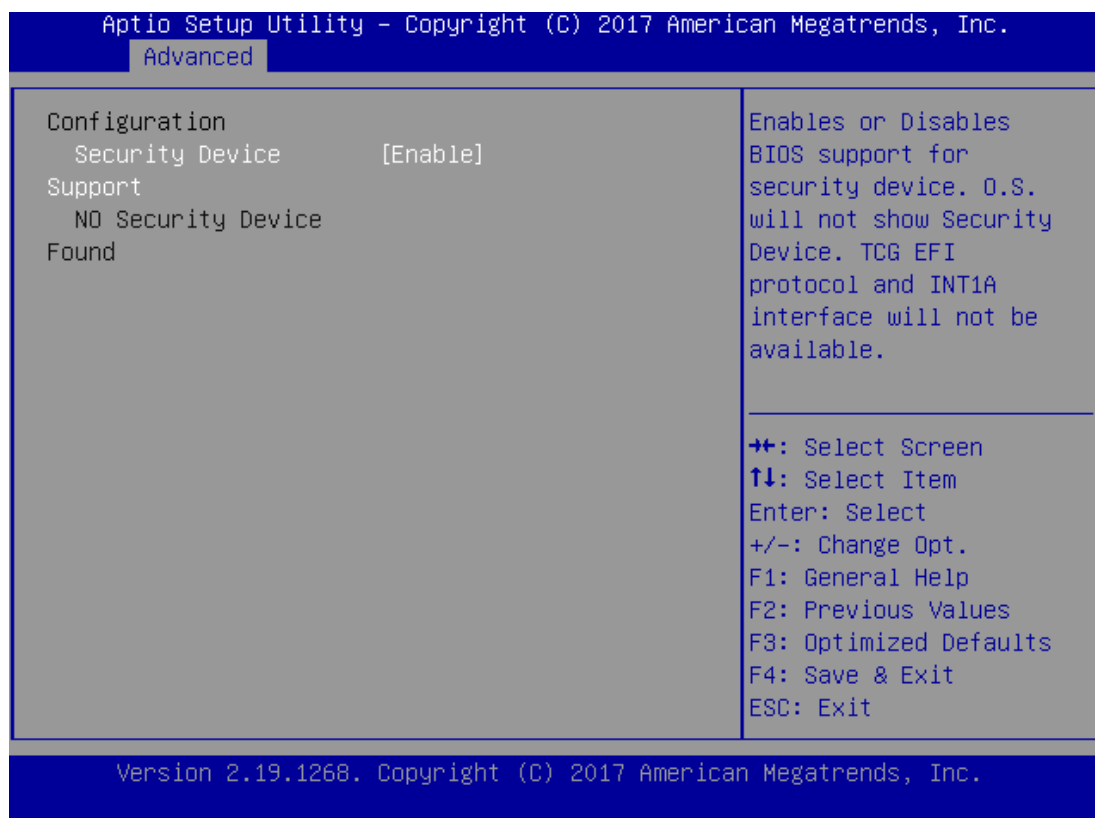 Aptio Setup Utility – Copyright (C) 2017 American Megatrends, Inc.
Advanced
Configuration
Security Device [Enable]
Support
NO Security Device
Found
Enables or Disables
BIOS support for
security device. O.S.
will not show Security
Device. TCG EFI
protocol and INT1A
interface will not be
available.
→←: Select Screen
↑↓: Select Item
Enter: Select
+/-: Change Opt.
F1: General Help
F2: Previous Values
F3: Optimized Defaults
F4: Save & Exit
ESC: Exit
Version 2.19.1268. Copyright (C) 2017 American Megatrends, Inc.